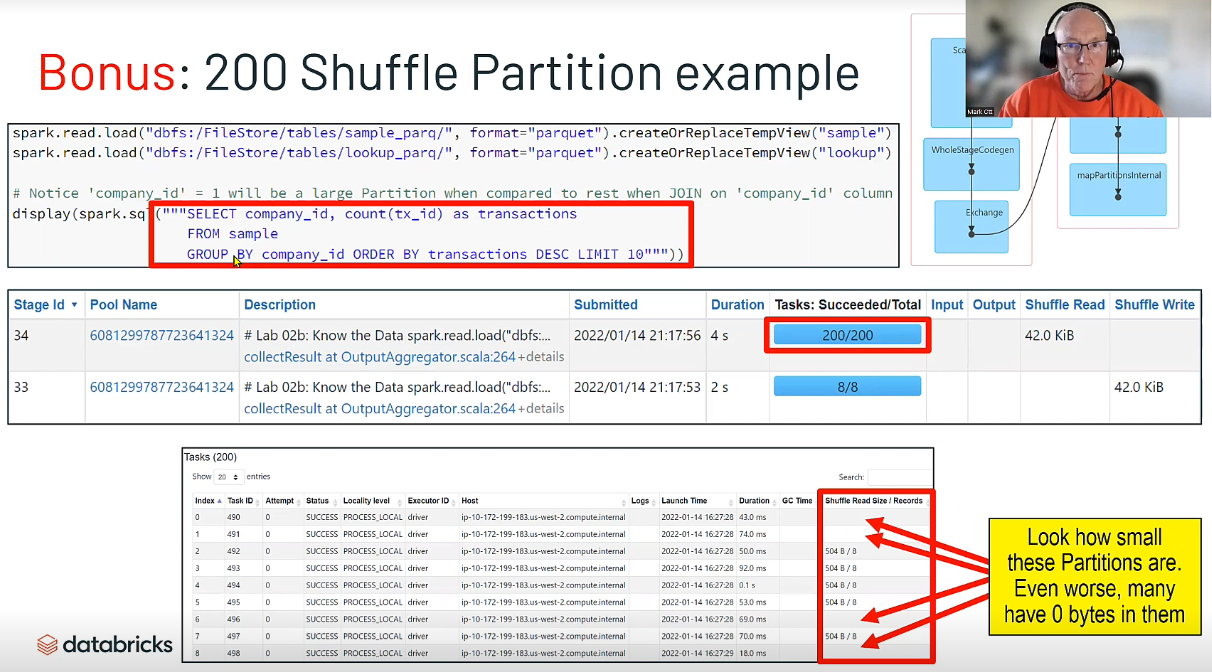 Bonus: 200 Shuffle Partition example
spark.read.load("dbfs:/FileStore/tables/sample_parq/", format="parquet").createOrReplaceTempView("sample")
spark.read.load("dbfs:/FileStore/tables/lookup_parq/", format="parquet").createOrReplaceTempView("lookup")
# Notice 'company_id' = 1 will be a large Partition when compared to rest when JOIN on 'company_id' column
display(spark.sq ("""SELECT company_id, count(tx_id) as transactions
FROM sample
GROUP BY company_id ORDER BY transactions DESC LIMIT 10"""))
Sca
WholeStageCodegen
Exchange
mapPartitionsInternal
Mark Ott
Stage Id Pool Name Description Submitted Duration Tasks: Succeeded/Total Input Output Shuffle Read Shuffle Write
34 6081299787723641324 # Lab 02b: Know the Data spark.read.load("dbfs:... 2022/01/14 21:17:56 4 s 200/200 42.0 KiB
collectResult at OutputAggregator.scala:264 +details
33 6081299787723641324 # Lab 02b: Know the Data spark.read.load("dbfs:... 2022/01/14 21:17:53 2 s 8/8 42.0 KiB
collectResult at OutputAggregator.scala:264 +details
Tasks (200)
Show 20 entries Search:
Index Task ID Attempt Status Locality level Executor ID Host Logs Launch Time Duration GC Time Shuffle Read Size / Records
0 490 0 SUCCESS PROCESS_LOCAL driver ip-10-172-199-183.us-west-2.compute.internal 2022-01-14 16:27:28 43.0 ms
1 491 0 SUCCESS PROCESS_LOCAL driver ip-10-172-199-183.us-west-2.compute.internal 2022-01-14 16:27:28 74.0 ms
2 492 0 SUCCESS PROCESS_LOCAL driver ip-10-172-199-183.us-west-2.compute.internal 2022-01-14 16:27:28 50.0 ms 504 B / 8
3 493 0 SUCCESS PROCESS_LOCAL driver ip-10-172-199-183.us-west-2.compute.internal 2022-01-14 16:27:28 92.0 ms 504 B / 8
4 494 0 SUCCESS PROCESS_LOCAL driver ip-10-172-199-183.us-west-2.compute.internal 2022-01-14 16:27:28 0.1 s 504 B / 8
5 495 0 SUCCESS PROCESS_LOCAL driver ip-10-172-199-183.us-west-2.compute.internal 2022-01-14 16:27:28 53.0 ms 504 B / 8
6 496 0 SUCCESS PROCESS_LOCAL driver ip-10-172-199-183.us-west-2.compute.internal 2022-01-14 16:27:28 69.0 ms
7 497 0 SUCCESS PROCESS_LOCAL driver ip-10-172-199-183.us-west-2.compute.internal 2022-01-14 16:27:28 70.0 ms 504 B / 8
8 498 0 SUCCESS PROCESS_LOCAL driver ip-10-172-199-183.us-west-2.compute.internal 2022-01-14 16:27:29 18.0 ms
Look how small
these Partitions are.
Even worse, many
have 0 bytes in them
databricks